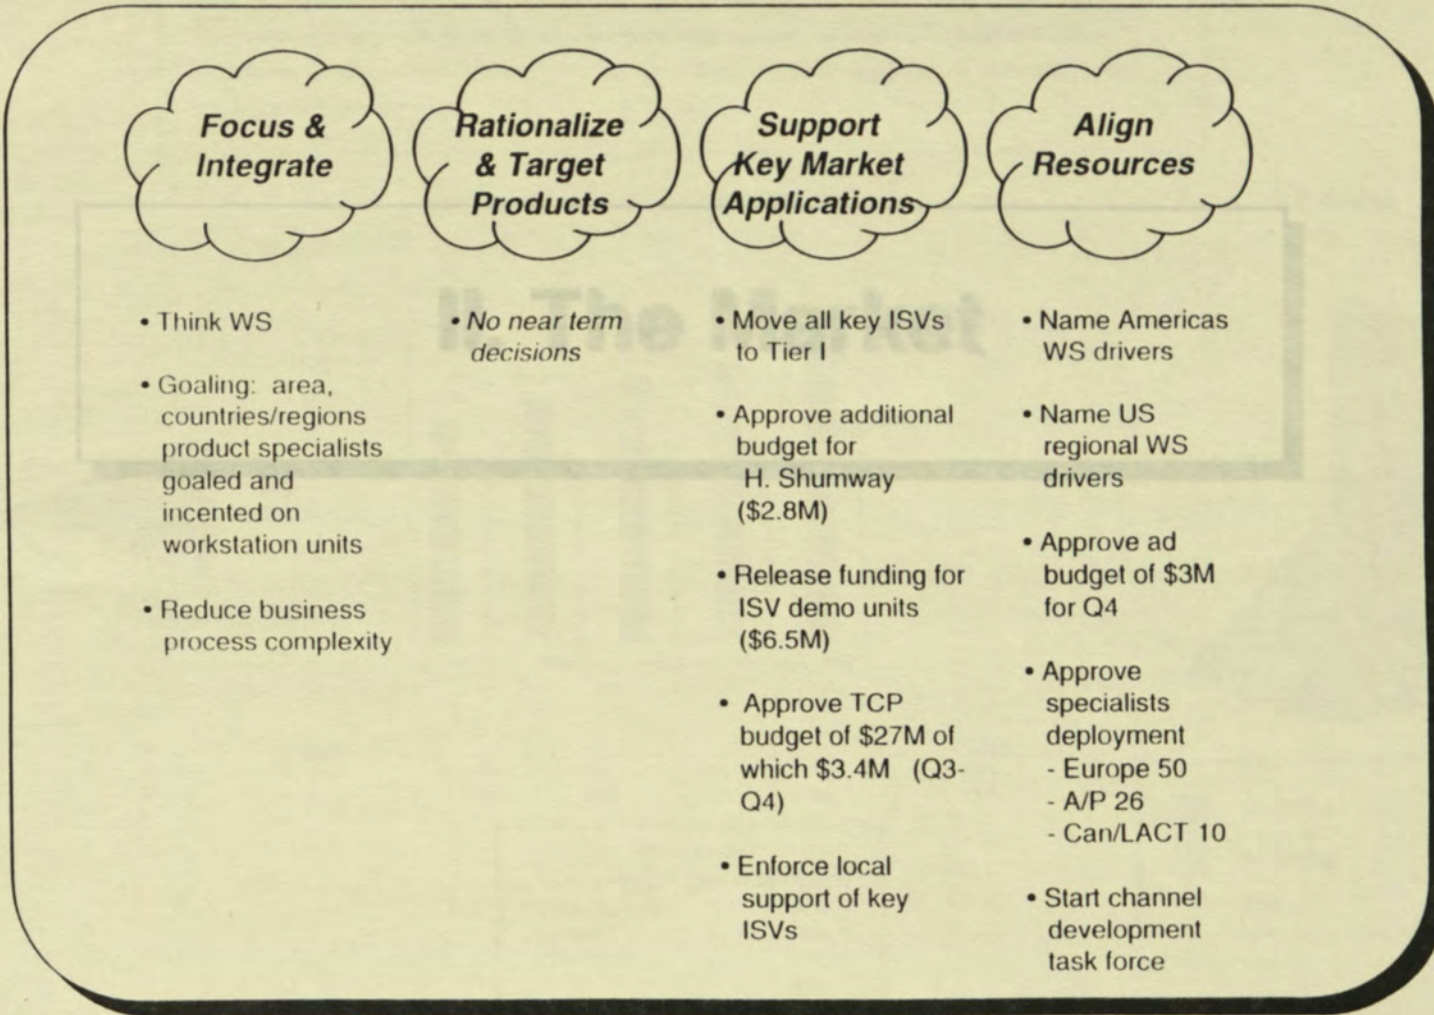 Focus &
Integrate
• Think WS
• Goaling: area,
countries/regions
product specialists
goaled and
incented on
workstation units
• Reduce business
process complexity
Rationalize
& Target
Products
• No near term
decisions
Support
Key Market
Applications
• Move all key ISVs
to Tier I
• Approve additional
budget for
H. Shumway
($2.8M)
• Release funding for
ISV demo units
($6.5M)
• Approve TCP
budget of $27M of
which $3.4M (Q3-
Q4)
• Enforce local
support of key
ISVs
Align
Resources
• Name Americas
WS drivers
• Name US
regional WS
drivers
• Approve ad
budget of $3M
for Q4
• Approve
specialists
deployment
- Europe 50
- A/P 26
- Can/LACT 10
• Start channel
development
task force
II. The Market